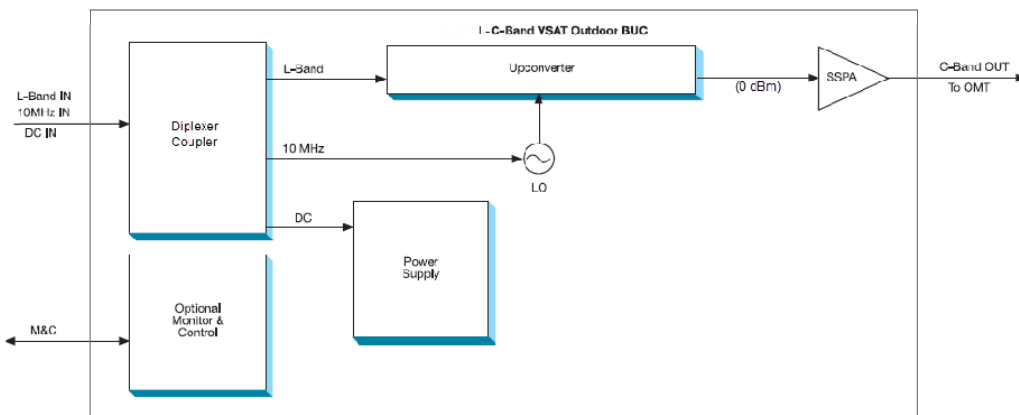 L-C-Band VSAT Outdoor BUC
L-Band
Upconverter
(0 dBm)
SSPA
C-Band OUT
To OMT
L-Band IN
10MHz IN
DC IN
Diplexer
Coupler
10 MHz
LO
DC
Power
Supply
Optional
Monitor &
Control
M&C